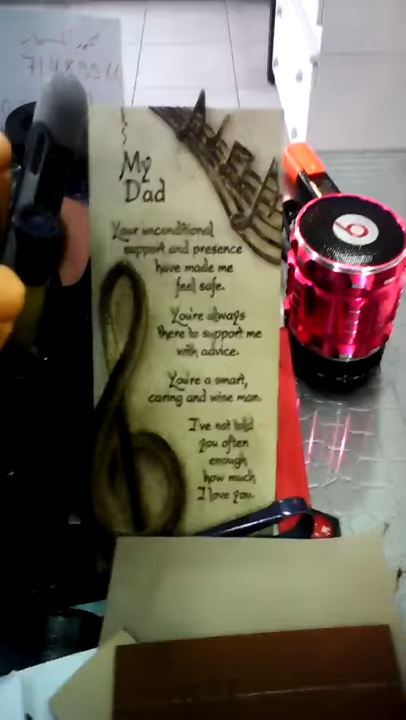 My
Dad
Your unconditional
support and presence
have made me
feel safe.
You're always
there to support me
with advice.
You're a smart,
caring and wise man.
I've not told
you often
enough
how much
I love you.